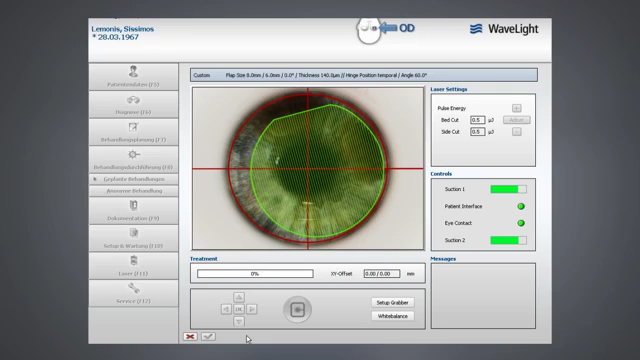 Lemonis, Sissimos
* 28.03.1967
OD
WaveLight
Patientendaten (F5)
Diagnose (F6)
Behandlungsplanung (F7)
Behandlungsdurchführung (F8)
Geplante Behandlungen
Anonyme Behandlung
Dokumentation (F9)
Setup & Wartung (F10)
Laser (F11)
Service (F12)
Custom Flap Size 8.0mm / 6.0mm / 0.0° / Thickness 140.0µm / Hinge Position temporal / Angle 60.0°
Laser Settings
Pulse Energy
Bed Cut 0.5 µJ
Side Cut 0.5 µJ
Controls
Suction 1
Patient Interface
Eye Contact
Suction 2
Treatment
0%
XY-Offset 0.00 / 0.00 mm
OK
Setup Grabber
Whitebalance
Messages